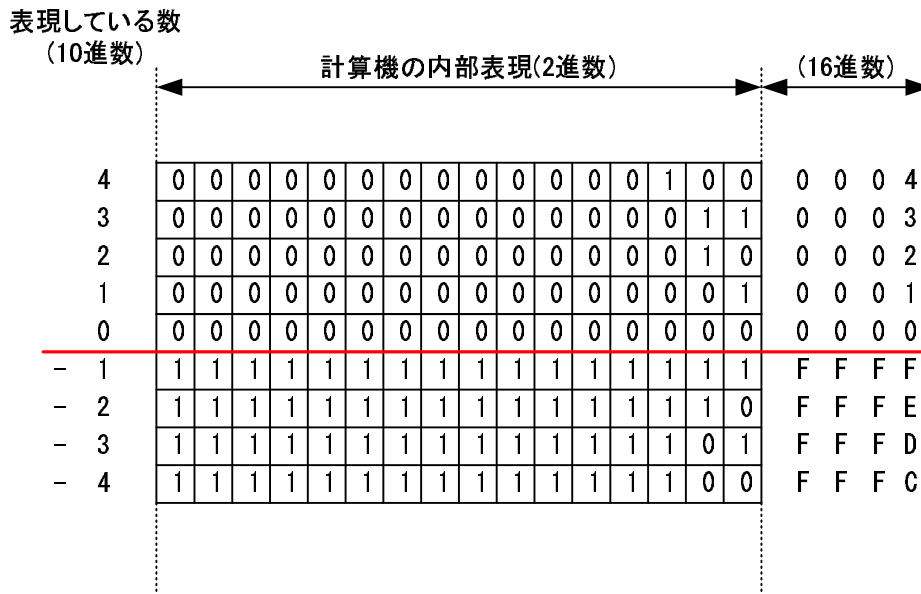 表現している数
(10進数)
計算機の内部表現(2進数)
(16進数)
4 0 0 0 0 0 0 0 0 0 0 0 0 0 1 0 0 0 0 0 4
3 0 0 0 0 0 0 0 0 0 0 0 0 0 0 1 1 0 0 0 3
2 0 0 0 0 0 0 0 0 0 0 0 0 0 0 1 0 0 0 0 2
1 0 0 0 0 0 0 0 0 0 0 0 0 0 0 0 1 0 0 0 1
0 0 0 0 0 0 0 0 0 0 0 0 0 0 0 0 0 0 0 0 0
- 1 1 1 1 1 1 1 1 1 1 1 1 1 1 1 1 1 F F F F
- 2 1 1 1 1 1 1 1 1 1 1 1 1 1 1 1 0 F F F E
- 3 1 1 1 1 1 1 1 1 1 1 1 1 1 1 0 1 F F F D
- 4 1 1 1 1 1 1 1 1 1 1 1 1 1 1 0 0 F F F C